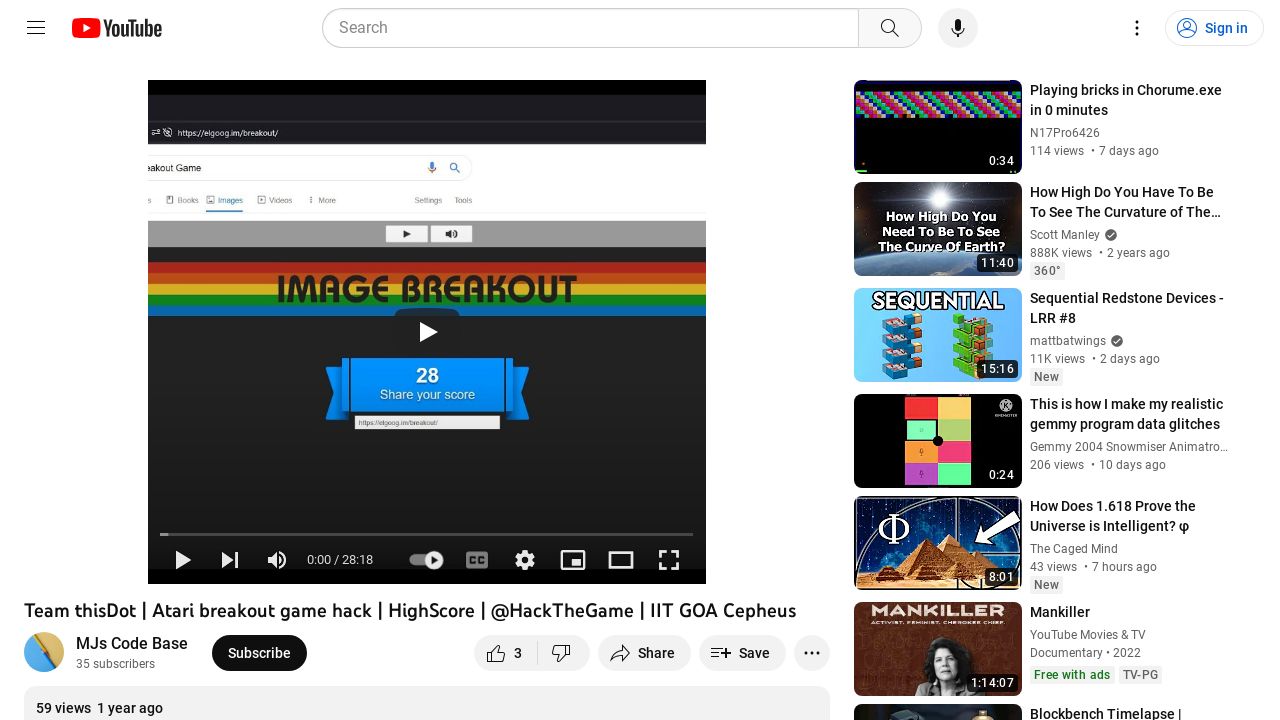 YouTube
Search
Sign in
https://elgoog.im/breakout/
eakout Game
Books
Images
Videos
More
Settings
Tools
IMAGE BREAKOUT
28
Share your score
https://elgoog.im/breakout/
0:00 / 28:18
CC
Team thisDot | Atari breakout game hack | HighScore | @HackTheGame | IIT GOA Cepheus
MJs Code Base
35 subscribers
Subscribe
3
Share
Save
59 views 1 year ago
0:34
Playing bricks in Chorume.exe
in 0 minutes
N17Pro6426
114 views • 7 days ago
How High Do You
Need To Be To See
The Curve Of Earth?
11:40
How High Do You Have To Be
To See The Curvature of The…
Scott Manley
888K views • 2 years ago
360°
SEQUENTIAL
15:16
Sequential Redstone Devices -
LRR #8
mattbatwings
11K views • 2 days ago
New
KINEMASTER
0:24
This is how I make my realistic
gemmy program data glitches
Gemmy 2004 Snowmiser Animatro…
206 views • 10 days ago
Φ
8:01
How Does 1.618 Prove the
Universe is Intelligent? φ
The Caged Mind
43 views • 7 hours ago
New
MANKILLER
ACTIVIST. FEMINIST. CHEROKEE CHIEF.
1:14:07
Mankiller
YouTube Movies & TV
Documentary • 2022
Free with ads
TV-PG
Blockbench Timelapse |